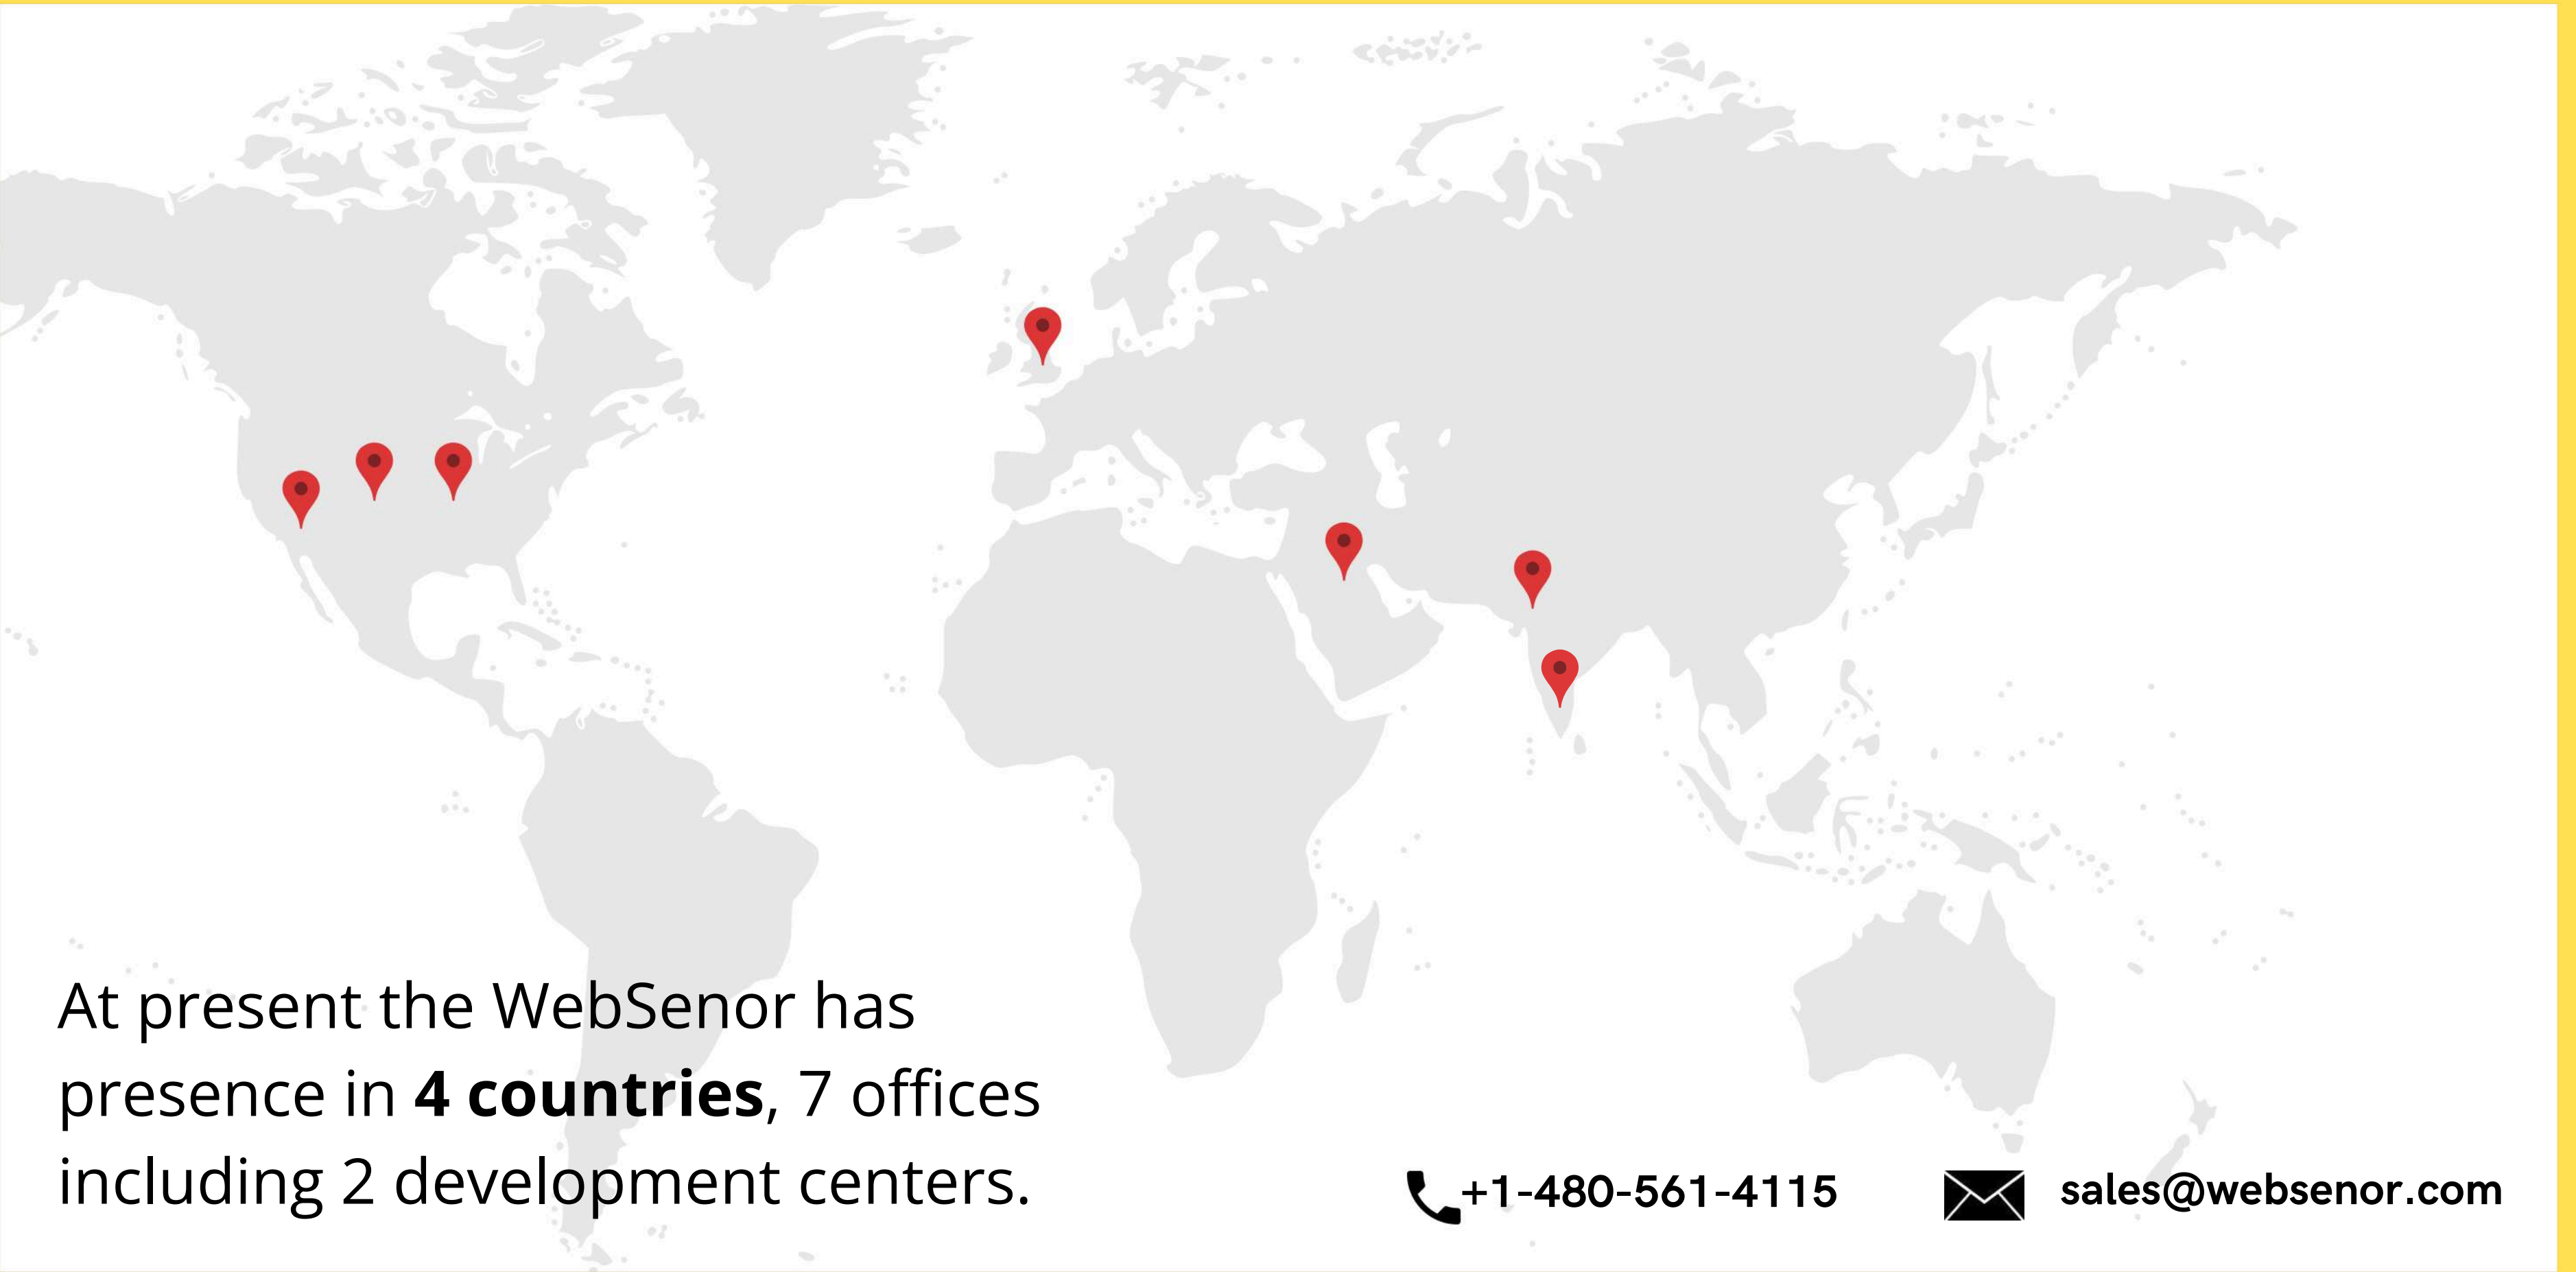 At present the WebSenor has
presence in 4 countries, 7 offices
including 2 development centers.
+1-480-561-4115
sales@websenor.com